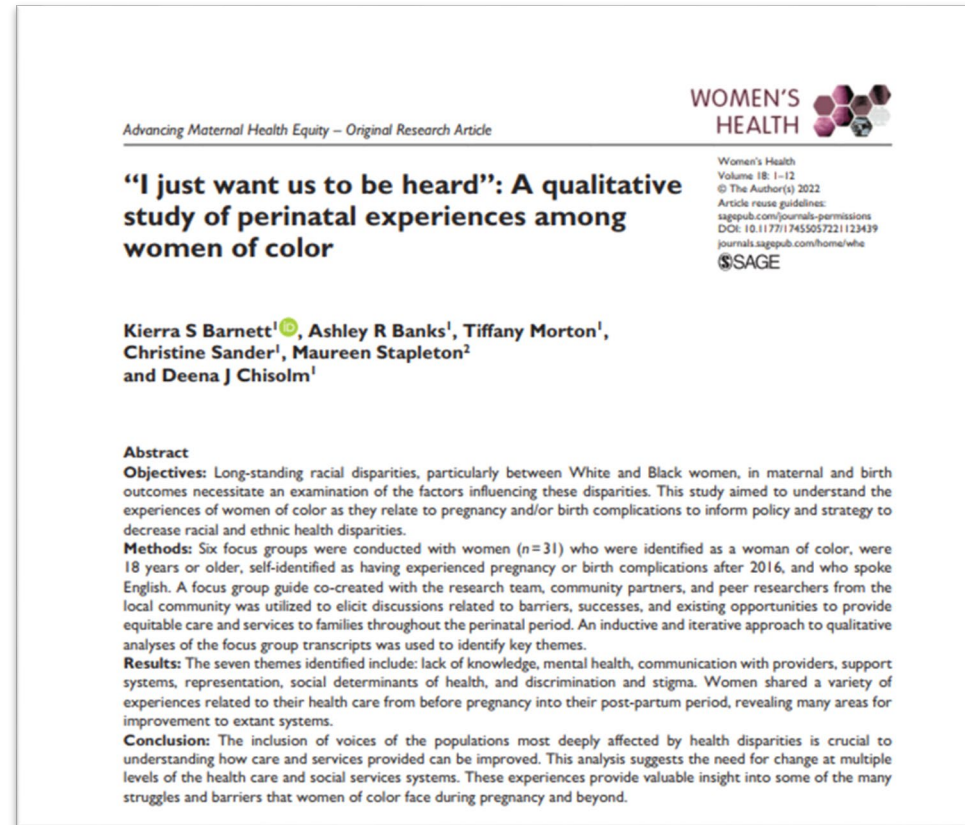 WOMEN'S
HEALTH
Advancing Maternal Health Equity – Original Research Article
“I just want us to be heard”: A qualitative
study of perinatal experiences among
women of color
Women's Health
Volume 18: 1–12
© The Author(s) 2022
Article reuse guidelines:
sagepub.com/journals-permissions
DOI: 10.1177/17455057221123439
journals.sagepub.com/home/whe
SAGE
Kierra S Barnett1 iD, Ashley R Banks1, Tiffany Morton1,
Christine Sander1, Maureen Stapleton2
and Deena J Chisolm1
Abstract
Objectives: Long-standing racial disparities, particularly between White and Black women, in maternal and birth
outcomes necessitate an examination of the factors influencing these disparities. This study aimed to understand the
experiences of women of color as they relate to pregnancy and/or birth complications to inform policy and strategy to
decrease racial and ethnic health disparities.
Methods: Six focus groups were conducted with women (n=31) who were identified as a woman of color, were
18 years or older, self-identified as having experienced pregnancy or birth complications after 2016, and who spoke
English. A focus group guide co-created with the research team, community partners, and peer researchers from the
local community was utilized to elicit discussions related to barriers, successes, and existing opportunities to provide
equitable care and services to families throughout the perinatal period. An inductive and iterative approach to qualitative
analyses of the focus group transcripts was used to identify key themes.
Results: The seven themes identified include: lack of knowledge, mental health, communication with providers, support
systems, representation, social determinants of health, and discrimination and stigma. Women shared a variety of
experiences related to their health care from before pregnancy into their post-partum period, revealing many areas for
improvement to extant systems.
Conclusion: The inclusion of voices of the populations most deeply affected by health disparities is crucial to
understanding how care and services provided can be improved. This analysis suggests the need for change at multiple
levels of the health care and social services systems. These experiences provide valuable insight into some of the many
struggles and barriers that women of color face during pregnancy and beyond.